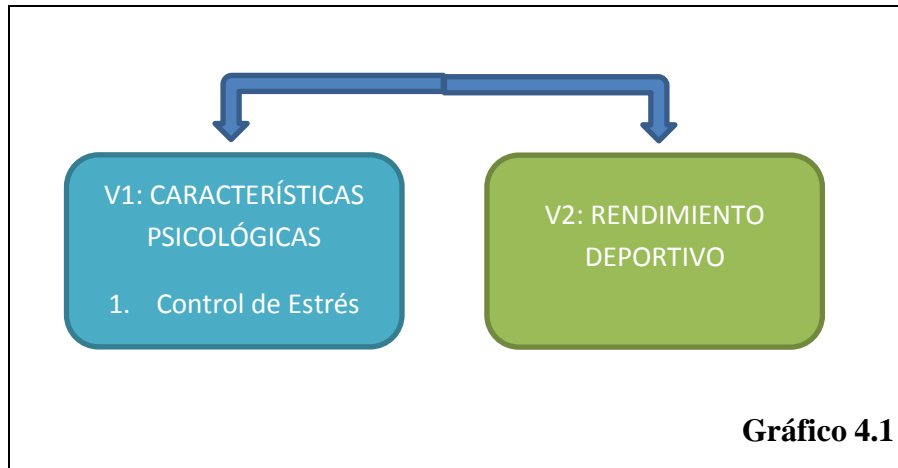 V1: CARACTERÍSTICAS
PSICOLÓGICAS
1. Control de Estrés
V2: RENDIMIENTO
DEPORTIVO
Gráfico 4.1